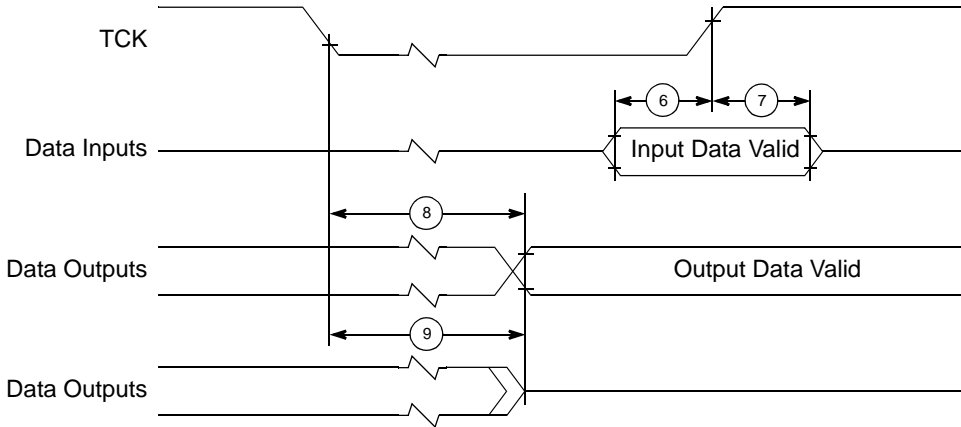 TCK
6
7
Data Inputs
Input Data Valid
8
Data Outputs
Output Data Valid
9
Data Outputs